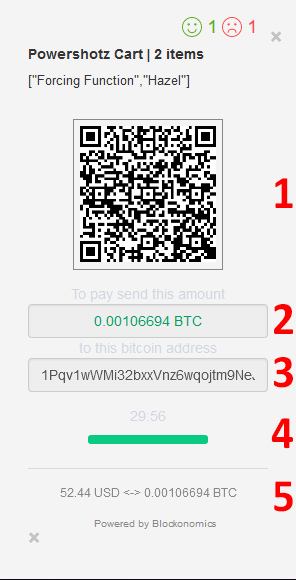 1 1
Powershotz Cart | 2 items
["Forcing Function","Hazel"]
1
To pay send this amount
2
0.00106694 BTC
to this bitcoin address
3
1Pqv1wWMi32bxxVnz6wqojtm9Ne
29:56
4
52.44 USD <-> 0.00106694 BTC
5
Powered by Blockonomics